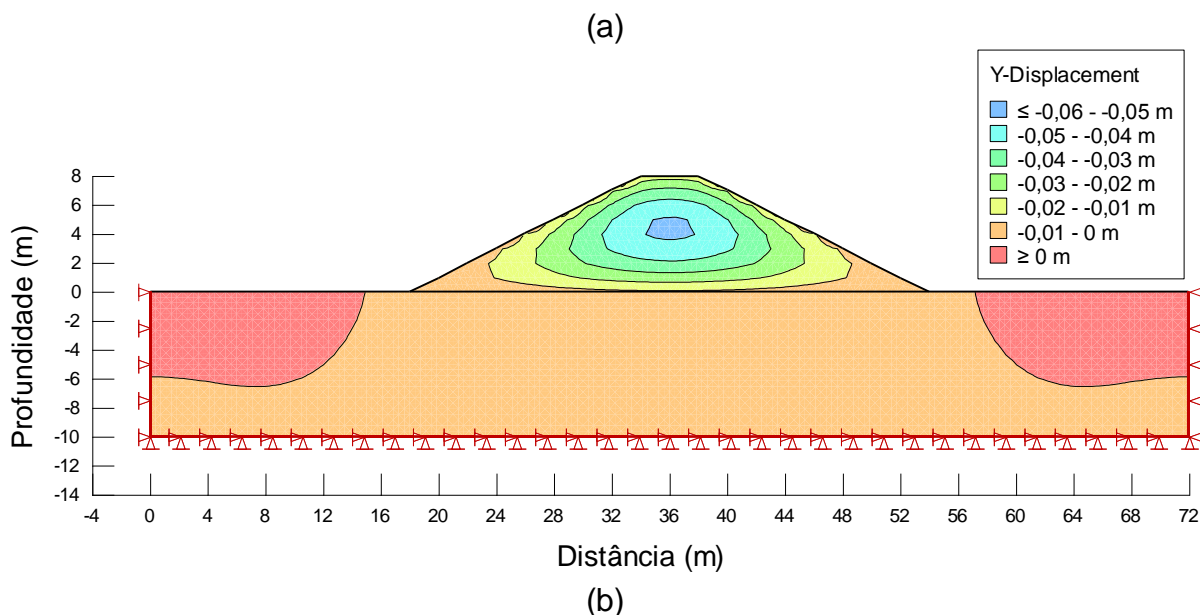 (a)
Y-Displacement
≤ -0,06 - -0,05 m
-0,05 - -0,04 m
-0,04 - -0,03 m
-0,03 - -0,02 m
-0,02 - -0,01 m
-0,01 - 0 m
≥ 0 m
Profundidade (m)
8
6
4
2
0
-2
-4
-6
-8
-10
-12
-14
-4 0 4 8 12 16 20 24 28 32 36 40 44 48 52 56 60 64 68 72
Distância (m)
(b)